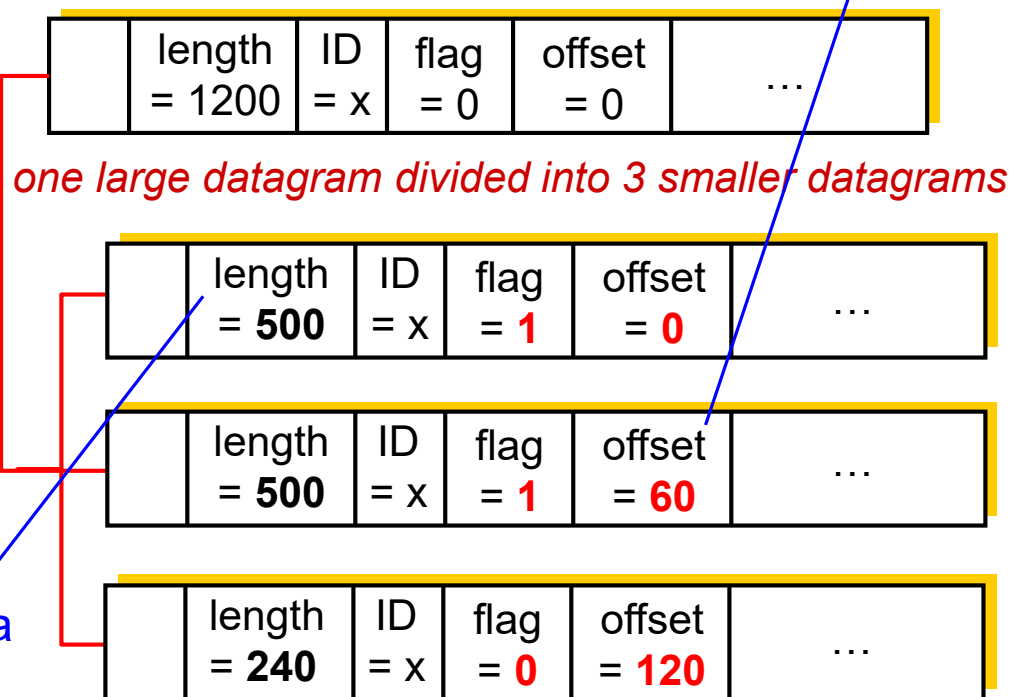 length ID flag offset ...
= 1200 = x = 0 = 0
one large datagram divided into 3 smaller datagrams
length ID flag offset ...
= 500 = x = 1 = 0
length ID flag offset ...
= 500 = x = 1 = 60
a
length ID flag offset ...
= 240 = x = 0 = 120